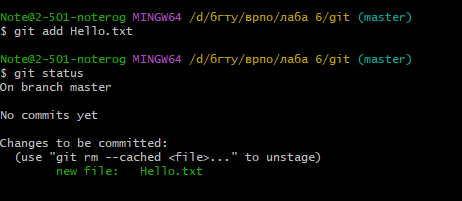 Note@2-501-noterog MINGW64 /d/бгту/врпо/лаба 6/git (master)
$ git add Hello.txt
Note@2-501-noterog MINGW64 /d/бгту/врпо/лаба 6/git (master)
$ git status
On branch master
No commits yet
Changes to be committed:
(use "git rm --cached <file>..." to unstage)
new file:   Hello.txt